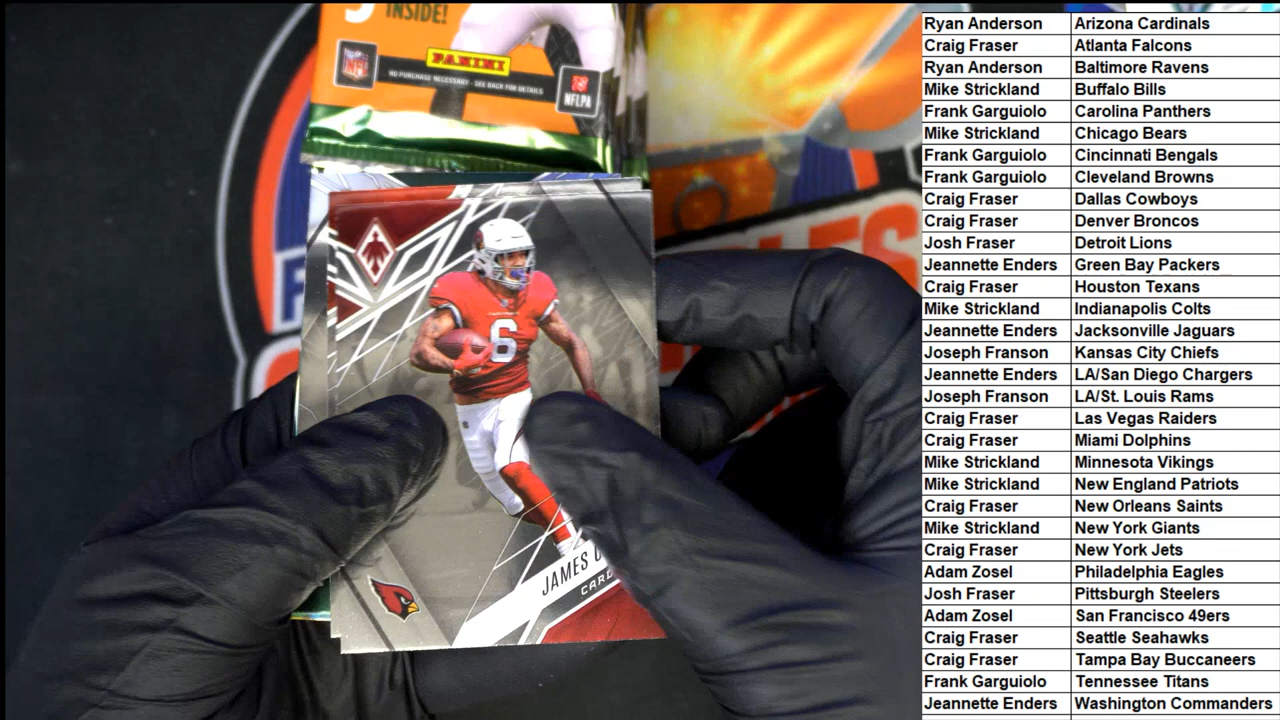 INSIDE!
NFL
PANINI
NO PURCHASE NECESSARY - SEE BACK FOR DETAILS
NFLPA
6
JAMES
Ryan Anderson Arizona Cardinals
Craig Fraser Atlanta Falcons
Ryan Anderson Baltimore Ravens
Mike Strickland Buffalo Bills
Frank Garguiolo Carolina Panthers
Mike Strickland Chicago Bears
Frank Garguiolo Cincinnati Bengals
Frank Garguiolo Cleveland Browns
Craig Fraser Dallas Cowboys
Craig Fraser Denver Broncos
Josh Fraser Detroit Lions
Jeannette Enders Green Bay Packers
Craig Fraser Houston Texans
Mike Strickland Indianapolis Colts
Jeannette Enders Jacksonville Jaguars
Joseph Franson Kansas City Chiefs
Jeannette Enders LA/San Diego Chargers
Joseph Franson LA/St. Louis Rams
Craig Fraser Las Vegas Raiders
Craig Fraser Miami Dolphins
Mike Strickland Minnesota Vikings
Mike Strickland New England Patriots
Craig Fraser New Orleans Saints
Mike Strickland New York Giants
Craig Fraser New York Jets
Adam Zosel Philadelphia Eagles
Josh Fraser Pittsburgh Steelers
Adam Zosel San Francisco 49ers
Craig Fraser Seattle Seahawks
Craig Fraser Tampa Bay Buccaneers
Frank Garguiolo Tennessee Titans
Jeannette Enders Washington Commanders